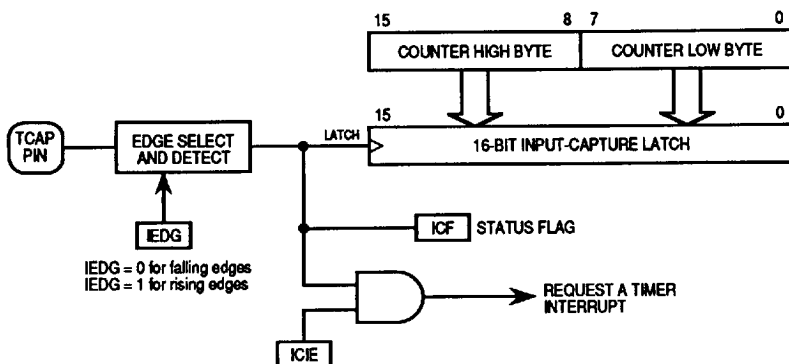 15 8 7 0
COUNTER HIGH BYTE COUNTER LOW BYTE
15 0
TCAP
PIN
EDGE SELECT
AND DETECT
LATCH
16-BIT INPUT-CAPTURE LATCH
IEDG
ICF STATUS FLAG
IEDG = 0 for falling edges
IEDG = 1 for rising edges
REQUEST A TIMER
INTERRUPT
ICIE